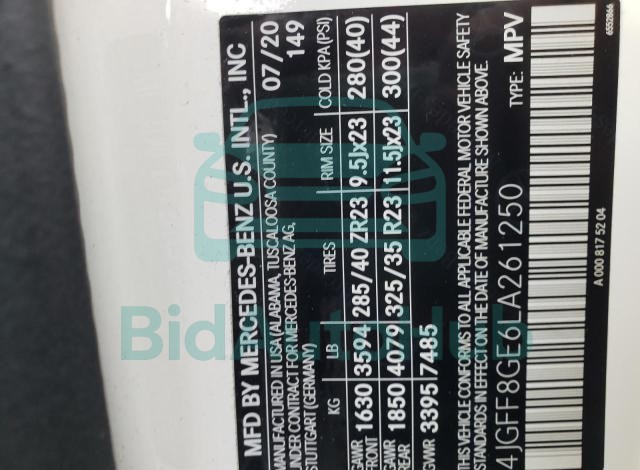 MFD BY MERCEDES-BENZ U.S. INTL., INC
MANUFACTURED IN USA (ALABAMA, TUSCALOOSA COUNTY) 07/20
UNDER CONTRACT FOR MERCEDES-BENZ AG, 149
STUTTGART (GERMANY)
KG LB TIRES RIM SIZE COLD KPA(PSI)
GAWR FRONT 1630 3594 285/40 ZR23 9.5Jx23 280(40)
GAWR REAR 1850 4079 325/35 R23 11.5Jx23 300(44)
GVWR 3395 7485
THIS VEHICLE CONFORMS TO ALL APPLICABLE FEDERAL MOTOR VEHICLE SAFETY
STANDARDS IN EFFECT ON THE DATE OF MANUFACTURE SHOWN ABOVE.
4JGFF8GE6LA261250 TYPE: MPV
A 000 817 52 04
6552866
BidAutoHub